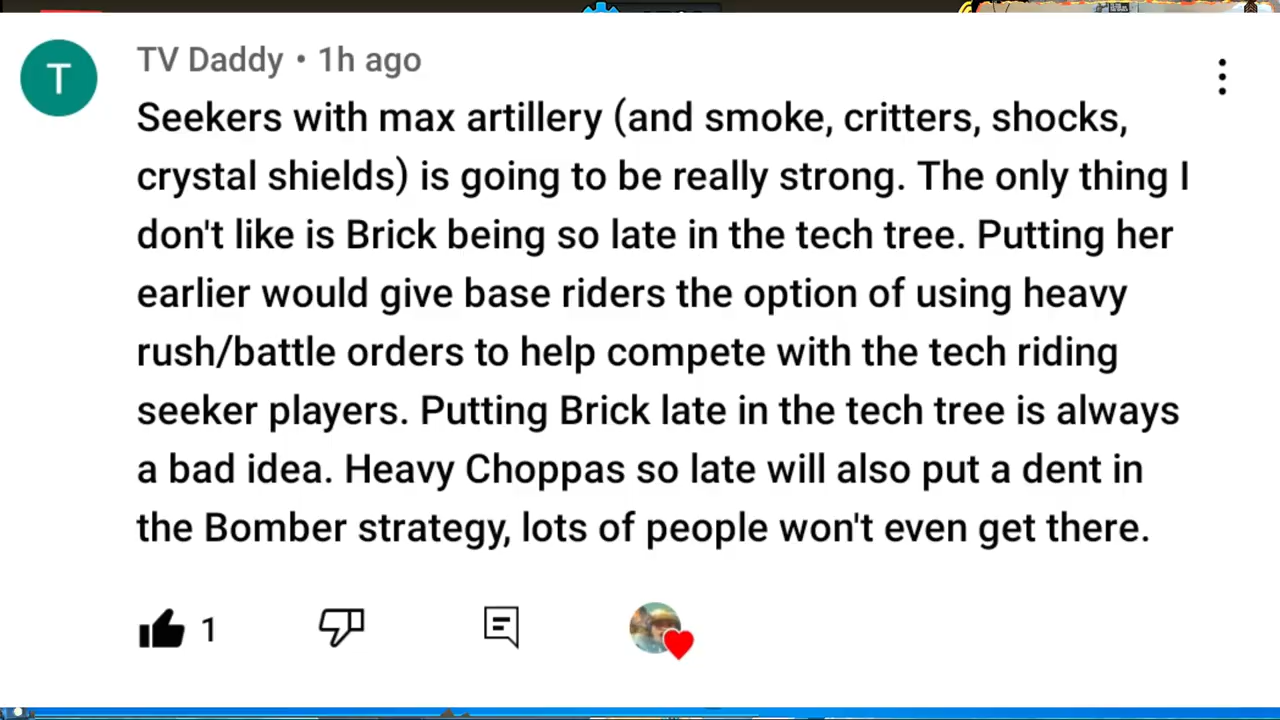 T
TV Daddy • 1h ago
Seekers with max artillery (and smoke, critters, shocks,
crystal shields) is going to be really strong. The only thing I
don't like is Brick being so late in the tech tree. Putting her
earlier would give base riders the option of using heavy
rush/battle orders to help compete with the tech riding
seeker players. Putting Brick late in the tech tree is always
a bad idea. Heavy Choppas so late will also put a dent in
the Bomber strategy, lots of people won't even get there.
1